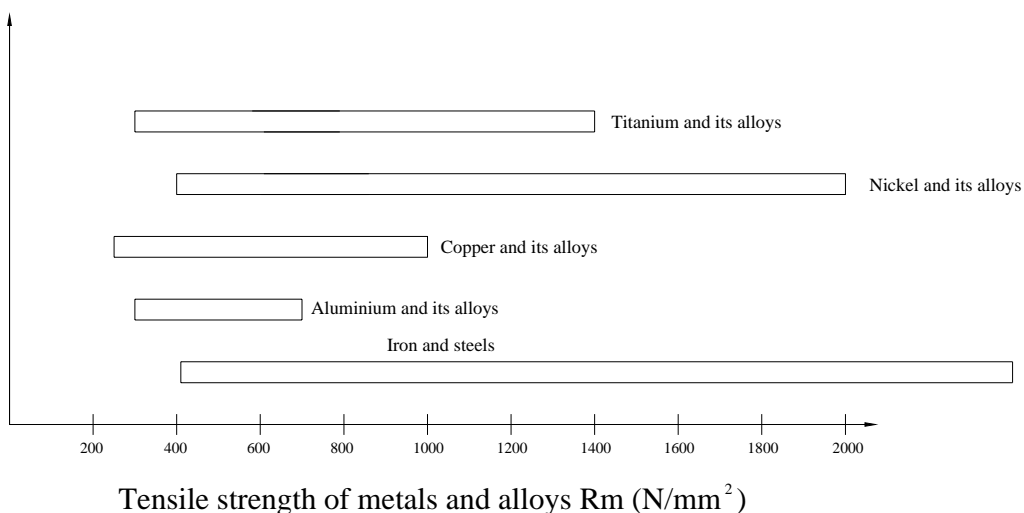 Titanium and its alloys
Nickel and its alloys
Copper and its alloys
Aluminium and its alloys
Iron and steels
200 400 600 800 1000 1200 1400 1600 1800 2000
Tensile strength of metals and alloys Rm (N/mm²)